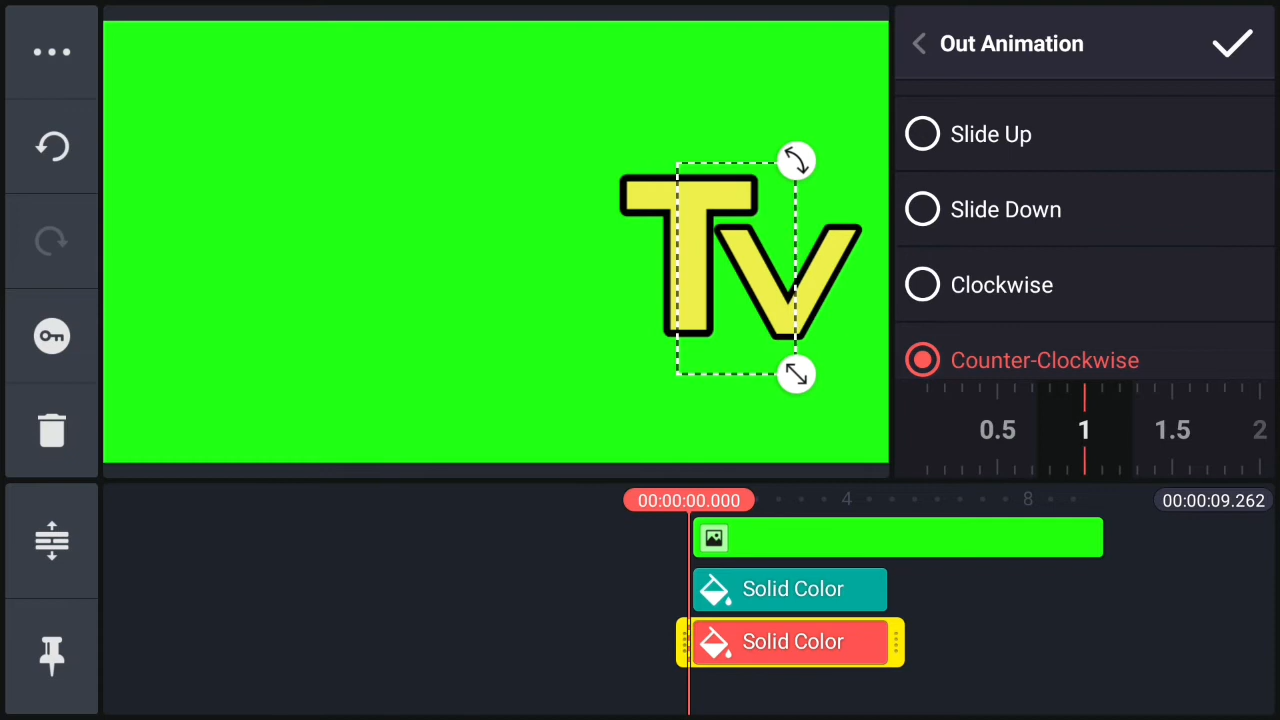 Out Animation
Slide Up
Slide Down
Clockwise
Counter-Clockwise
0.5 1 1.5 2
Tv
00:00:00.000 4 8 00:00:09.262
Solid Color
Solid Color